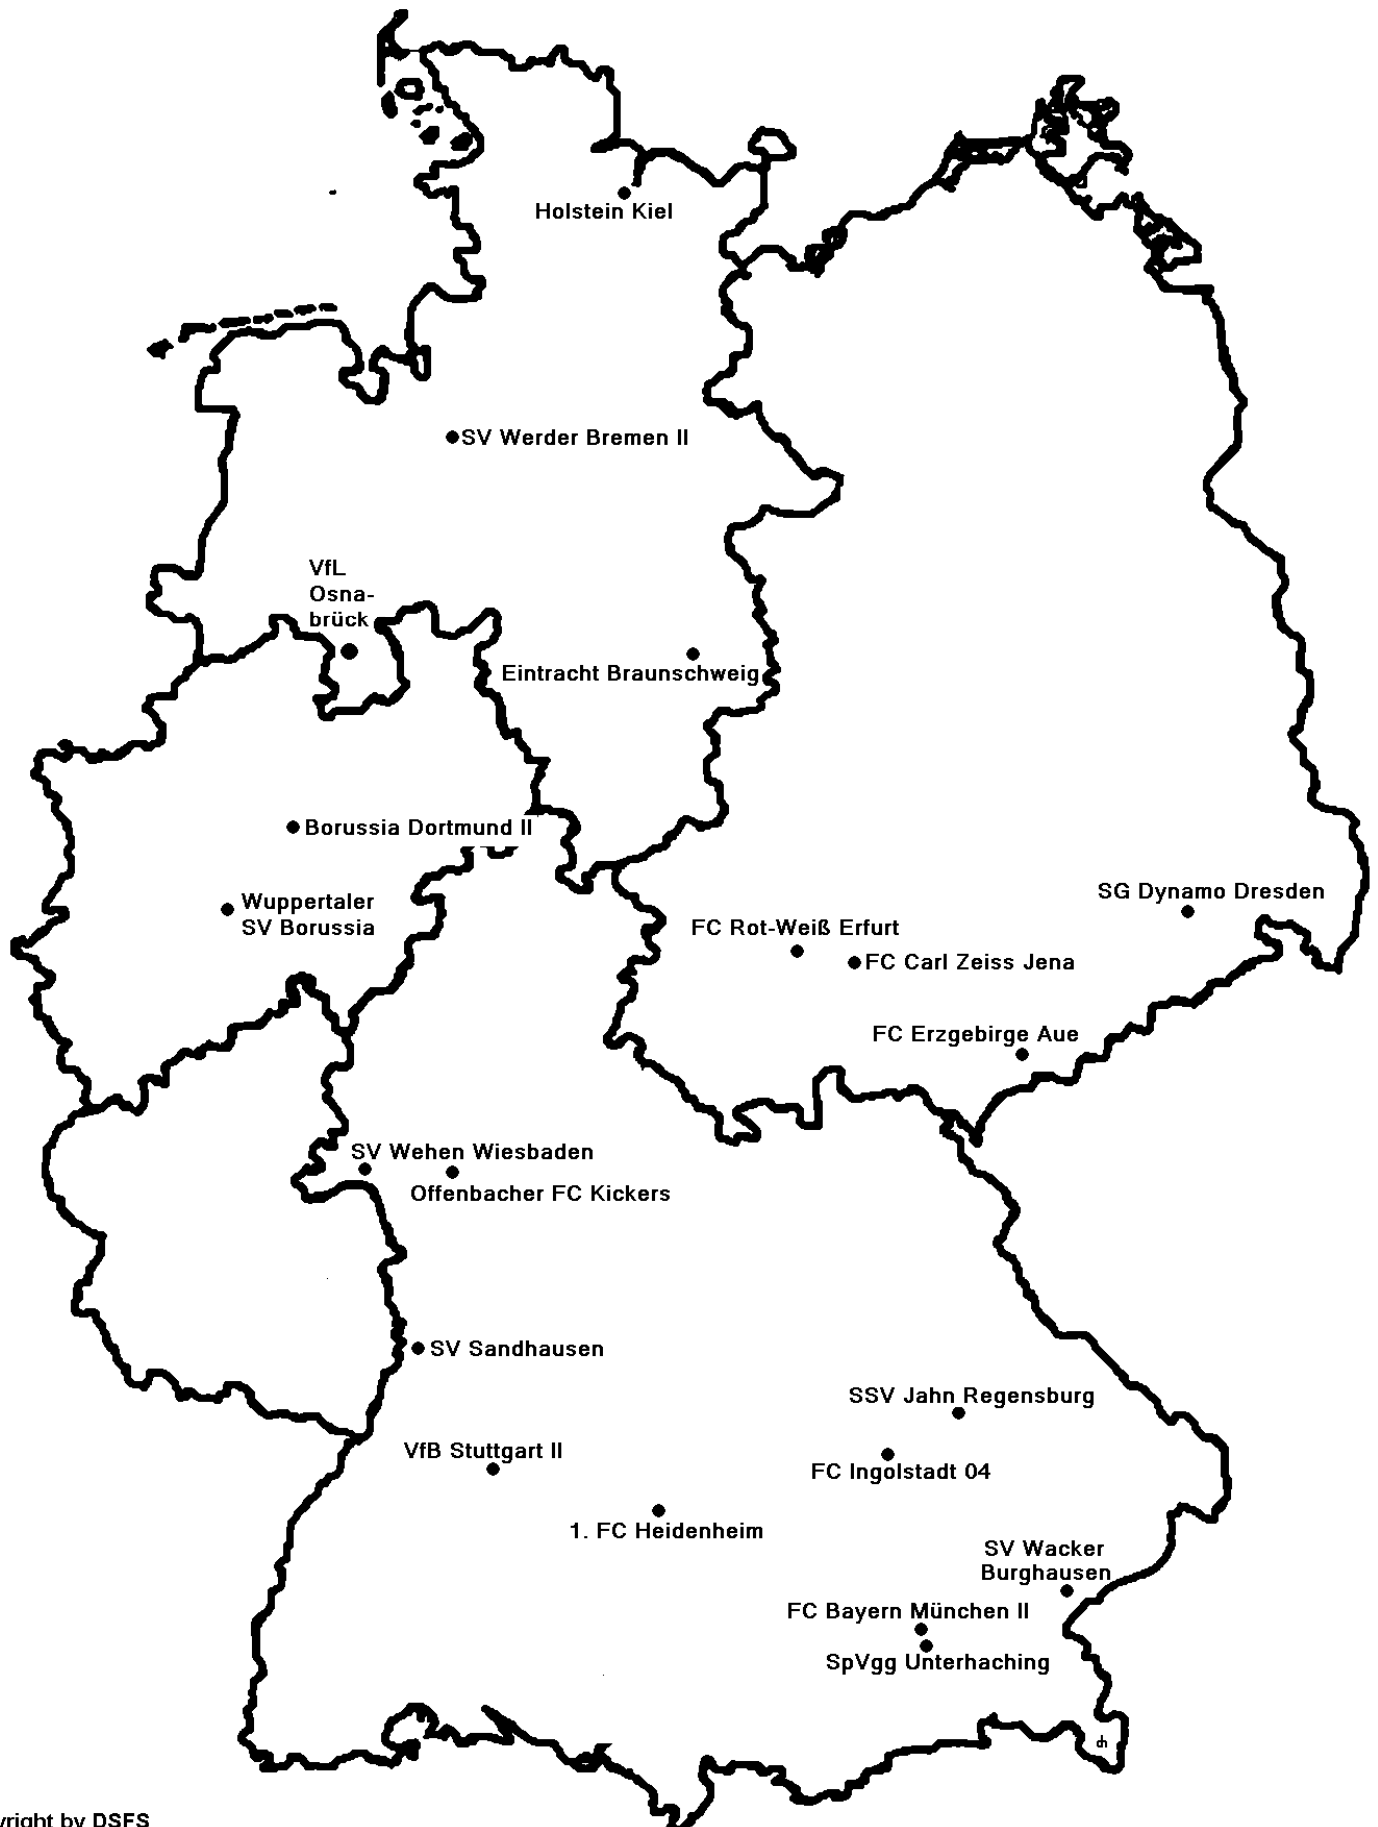 Holstein Kiel
SV Werder Bremen II
VfL
Osna-
brück
Eintracht Braunschweig
Borussia Dortmund II
SG Dynamo Dresden
Wuppertaler
SV Borussia
FC Rot-Weiß Erfurt
FC Carl Zeiss Jena
FC Erzgebirge Aue
SV Wehen Wiesbaden
Offenbacher FC Kickers
SV Sandhausen
SSV Jahn Regensburg
VfB Stuttgart II
FC Ingolstadt 04
1. FC Heidenheim
SV Wacker
Burghausen
FC Bayern München II
SpVgg Unterhaching
dh
yright by DSFS